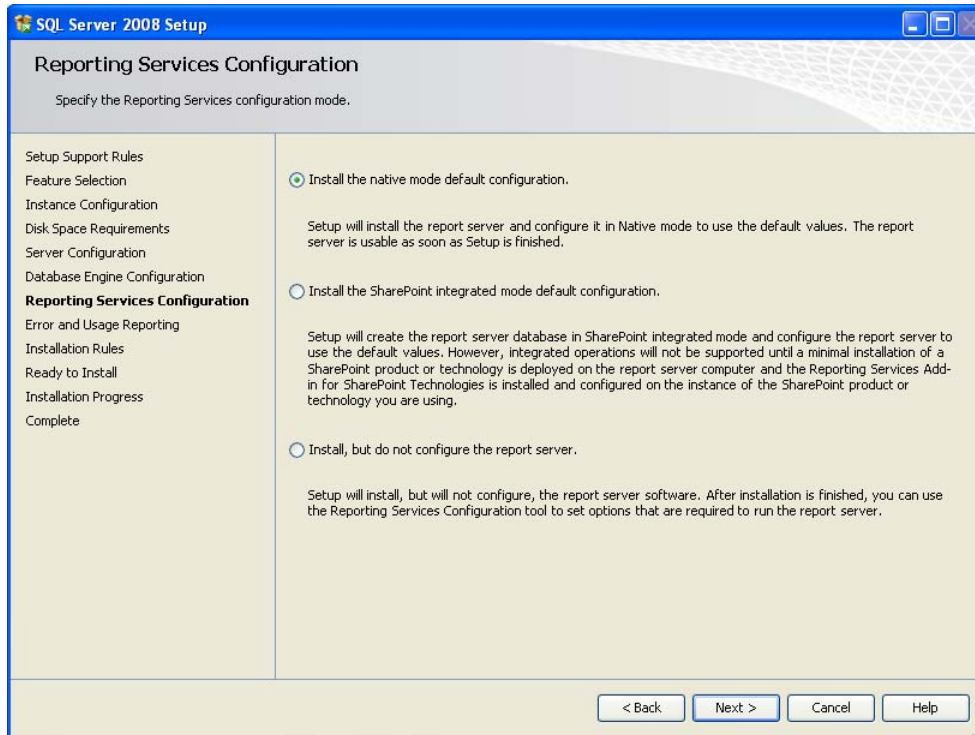 SQL Server 2008 Setup
Reporting Services Configuration
Specify the Reporting Services configuration mode.
Setup Support Rules
Feature Selection
Instance Configuration
Disk Space Requirements
Server Configuration
Database Engine Configuration
Reporting Services Configuration
Error and Usage Reporting
Installation Rules
Ready to Install
Installation Progress
Complete
Install the native mode default configuration.
Setup will install the report server and configure it in Native mode to use the default values. The report
server is usable as soon as Setup is finished.
Install the SharePoint integrated mode default configuration.
Setup will create the report server database in SharePoint integrated mode and configure the report server to
use the default values. However, integrated operations will not be supported until a minimal installation of a
SharePoint product or technology is deployed on the report server computer and the Reporting Services Add-
in for SharePoint Technologies is installed and configured on the instance of the SharePoint product or
technology you are using.
Install, but do not configure the report server.
Setup will install, but will not configure, the report server software. After installation is finished, you can use
the Reporting Services Configuration tool to set options that are required to run the report server.
< Back
Next >
Cancel
Help